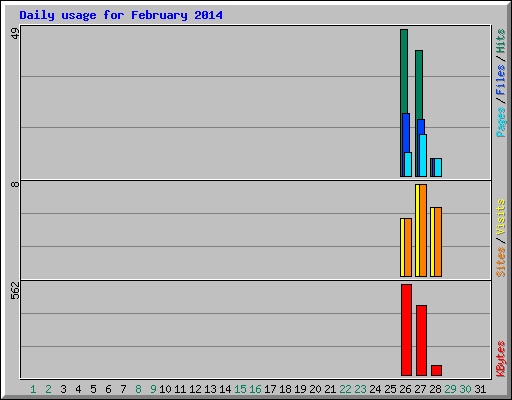 Daily usage for February 2014
49
8
562
Pages / Files / Hits
Sites / Visits
KBytes
1 2 3 4 5 6 7 8 9 10 11 12 13 14 15 16 17 18 19 20 21 22 23 24 25 26 27 28 29 30 31